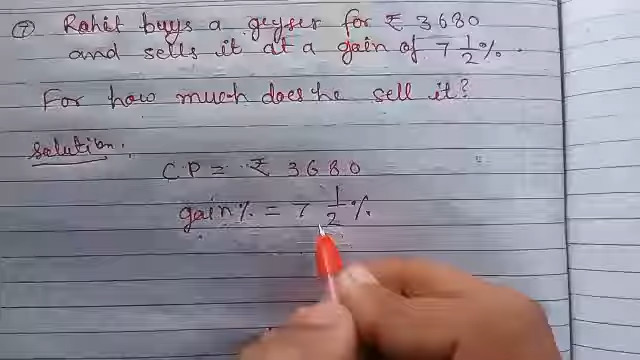 7 Rahit buys a geyser for ₹ 3680
and sells it at a gain of 7 1/2 %.
For how much does he sell it?
Solution.
C.P = ₹ 3680
gain% = 7 1/2 %